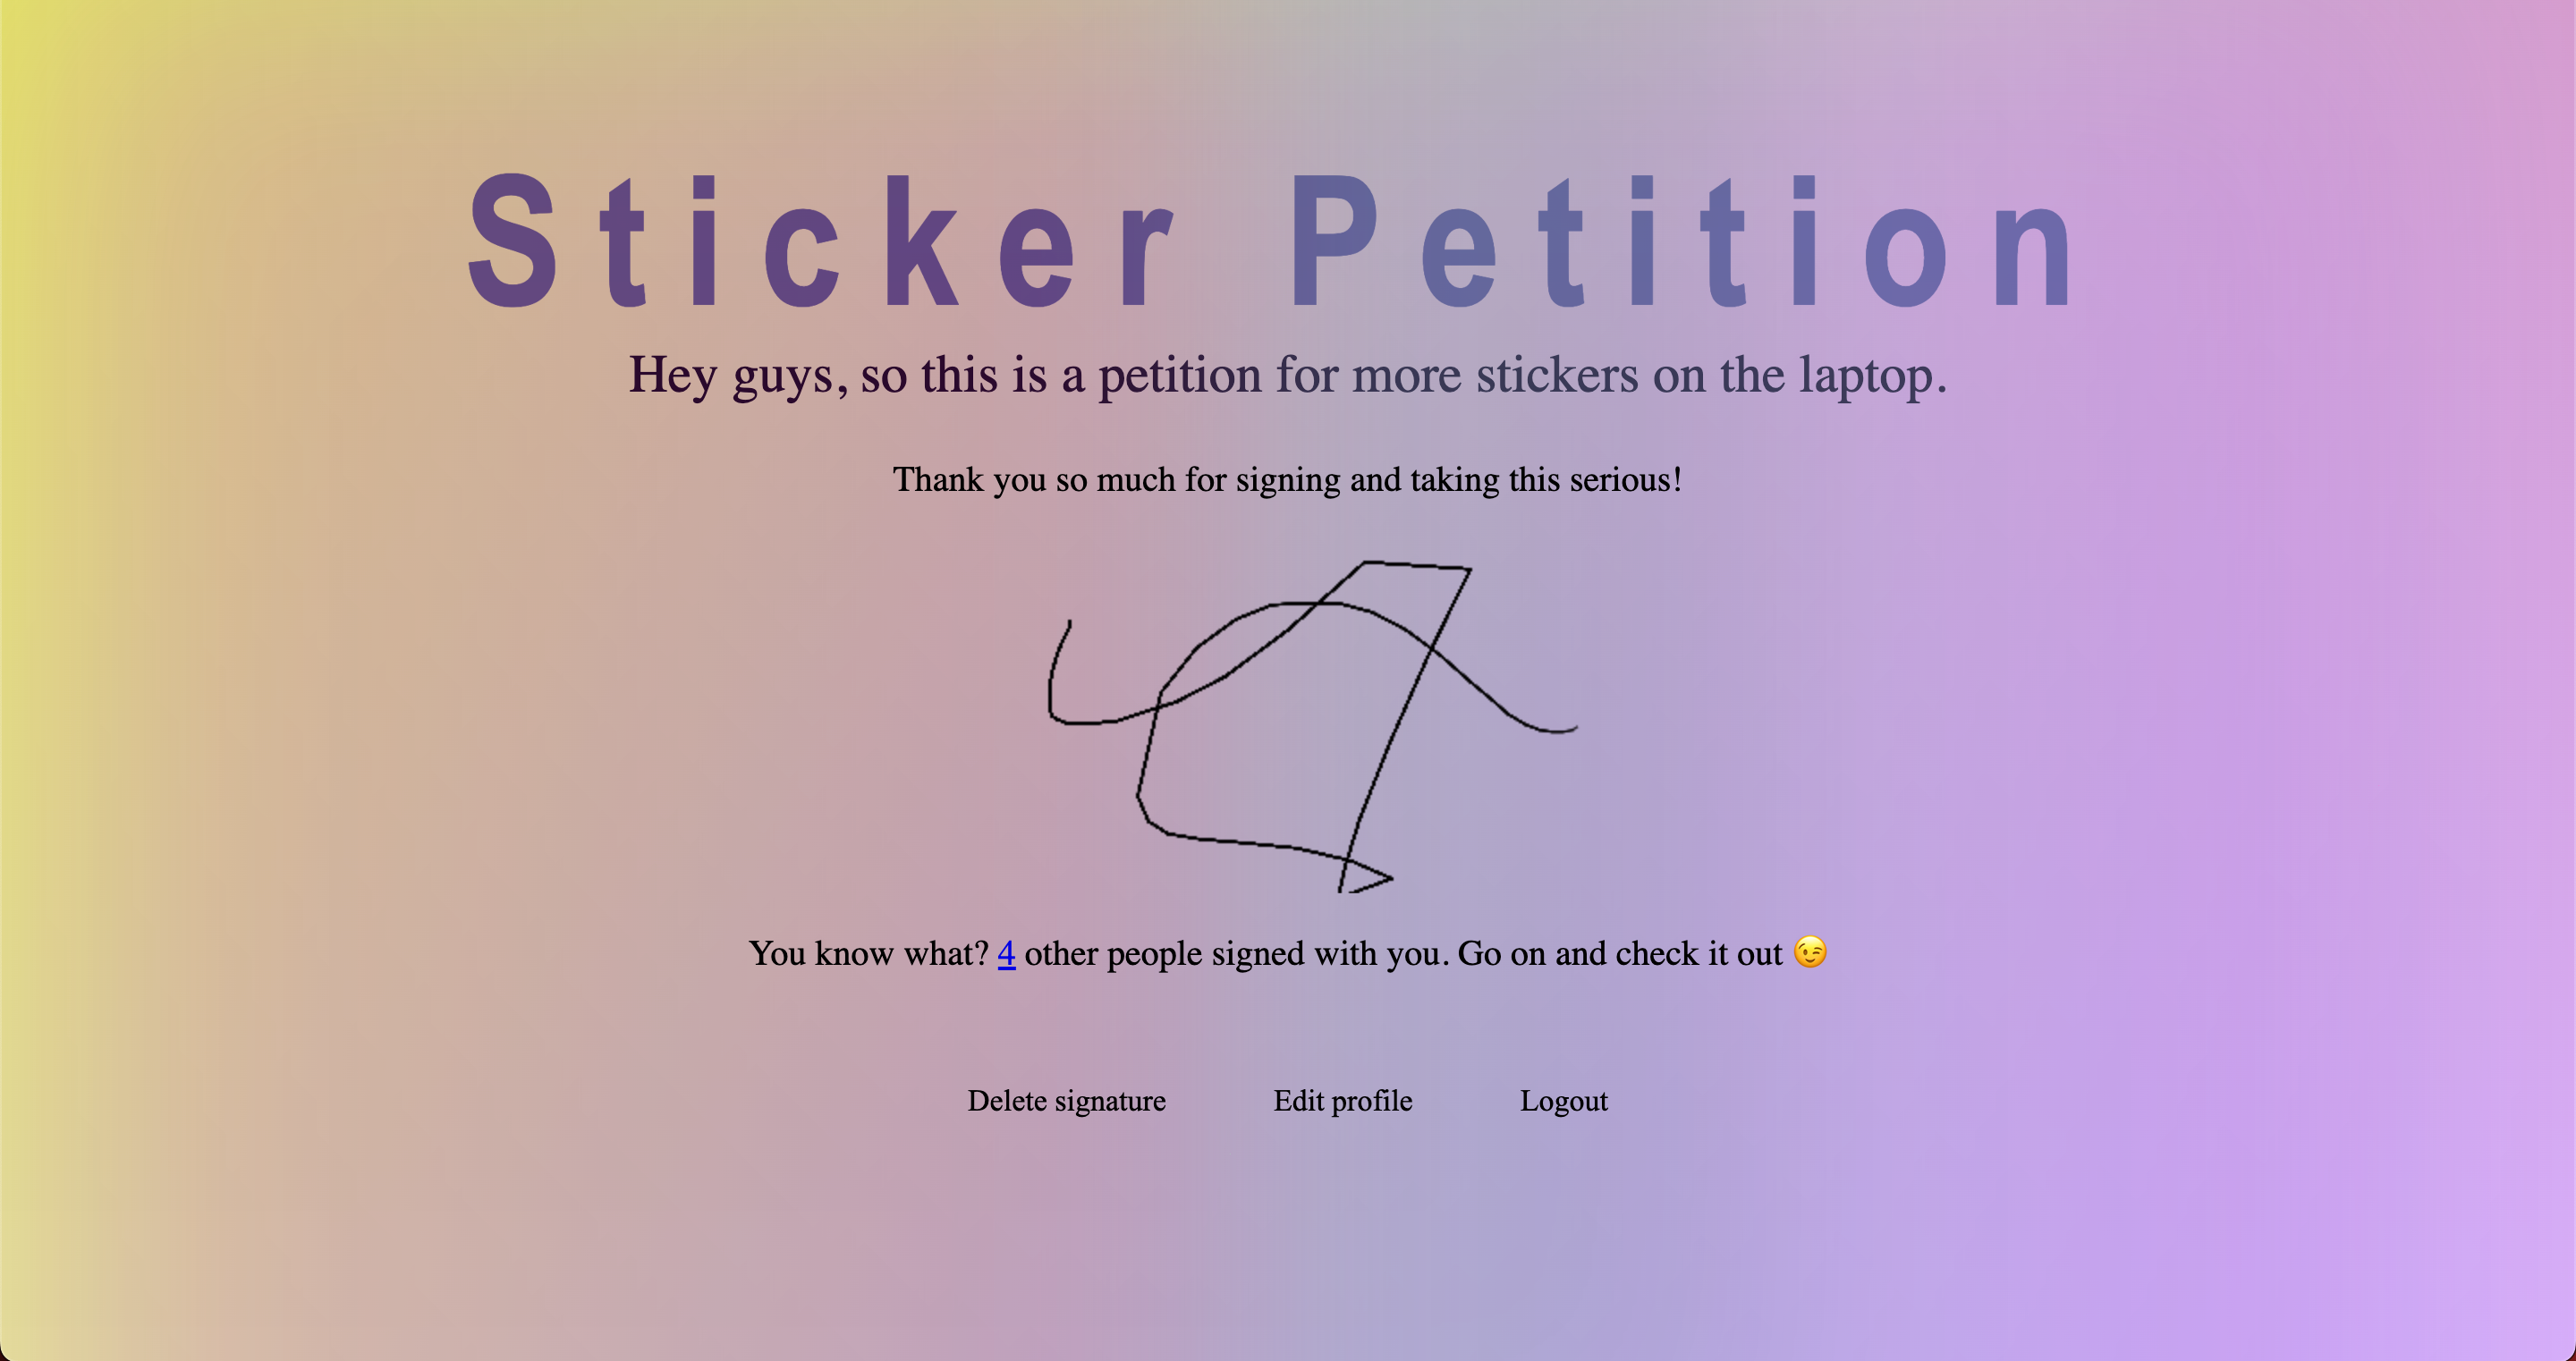 Sticker Petition
Hey guys, so this is a petition for more stickers on the laptop.
Thank you so much for signing and taking this serious!
You know what? 4 other people signed with you. Go on and check it out 😉
Delete signature Edit profile Logout